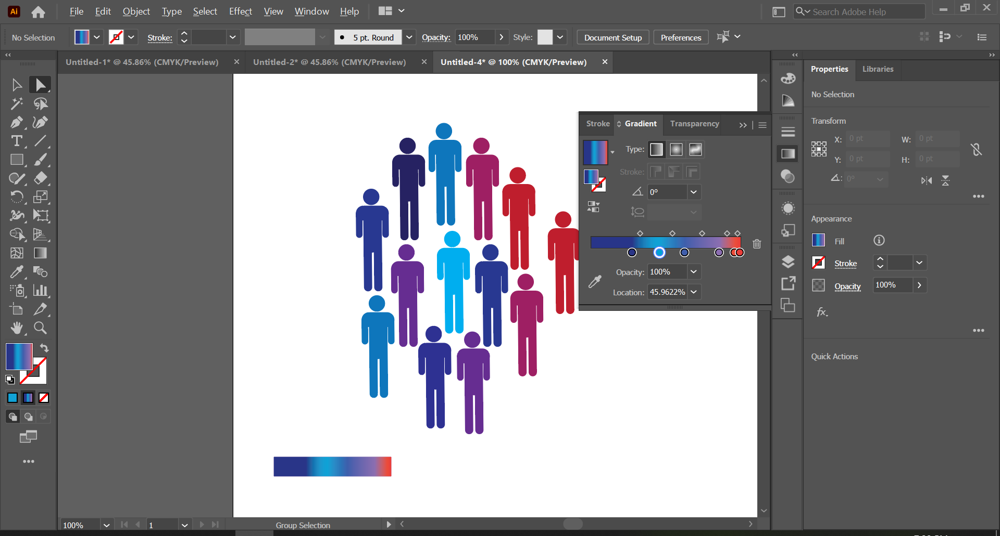 Ai File Edit Object Type Select Effect View Window Help Search Adobe Help
No Selection Stroke: 5 pt. Round Opacity: 100% Style: Document Setup Preferences
Untitled-1* @ 45.86% (CMYK/Preview) Untitled-2* @ 45.86% (CMYK/Preview) Untitled-4* @ 100% (CMYK/Preview)
Properties Libraries
No Selection
Transform
X: 0 pt W: 0 pt
Y: 0 pt H: 0 pt
0°
Appearance
Fill
Stroke
Opacity 100%
fx
Quick Actions
Stroke Gradient Transparency
Type:
Stroke:
0°
Opacity: 100%
Location: 45.9622%
100% 1 Group Selection